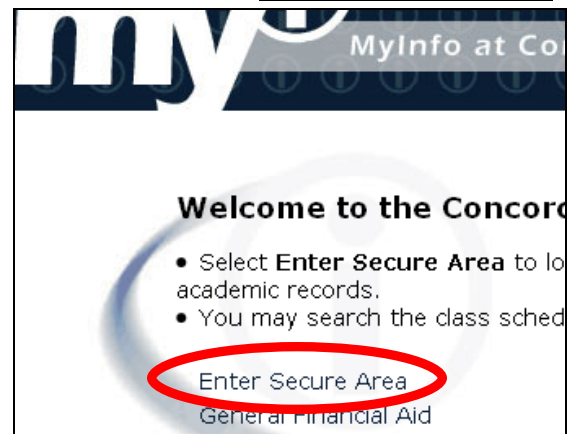 my
MyInfo at Co
Welcome to the Concor
• Select Enter Secure Area to lo
academic records.
• You may search the class sched
Enter Secure Area
General Financial Aid